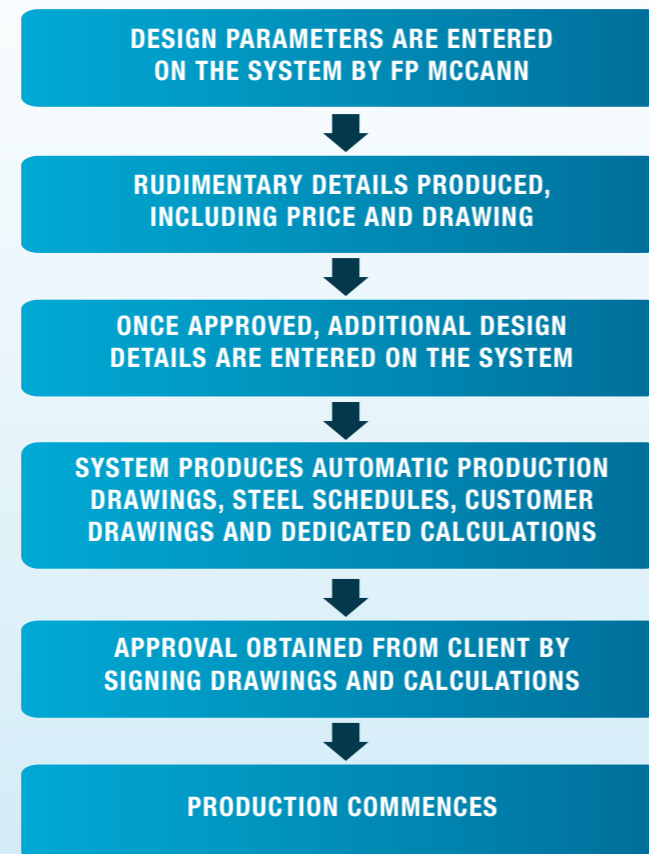 DESIGN PARAMETERS ARE ENTERED
ON THE SYSTEM BY FP MCCANN
RUDIMENTARY DETAILS PRODUCED,
INCLUDING PRICE AND DRAWING
ONCE APPROVED, ADDITIONAL DESIGN
DETAILS ARE ENTERED ON THE SYSTEM
SYSTEM PRODUCES AUTOMATIC PRODUCTION
DRAWINGS, STEEL SCHEDULES, CUSTOMER
DRAWINGS AND DEDICATED CALCULATIONS
APPROVAL OBTAINED FROM CLIENT BY
SIGNING DRAWINGS AND CALCULATIONS
PRODUCTION COMMENCES